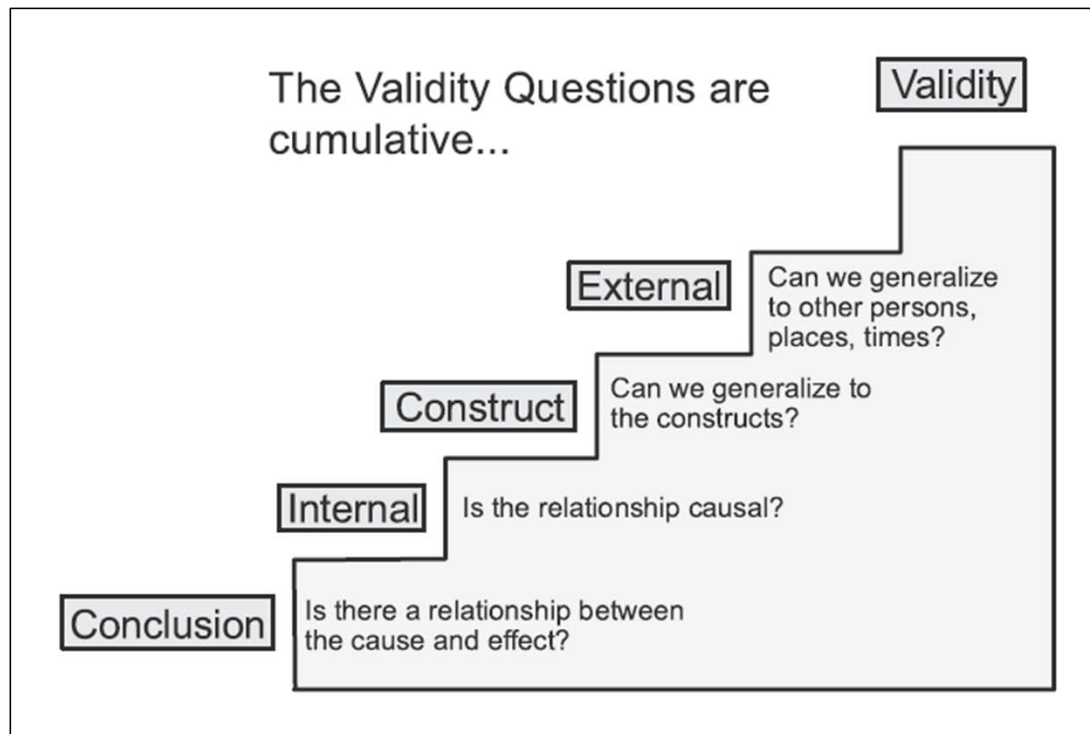 The Validity Questions are
cumulative...
Validity
External
Can we generalize
to other persons,
places, times?
Construct
Can we generalize to
the constructs?
Internal
Is the relationship causal?
Conclusion
Is there a relationship between
the cause and effect?